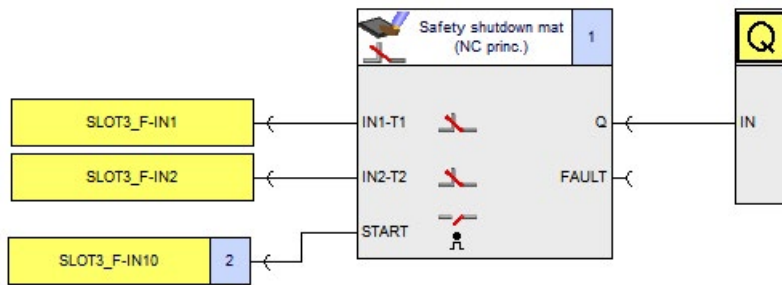 Safety shutdown mat
(NC princ.)
1
Q
SLOT3_F-IN1
IN1-T1
Q
IN
SLOT3_F-IN2
IN2-T2
FAULT
START
SLOT3_F-IN10
2